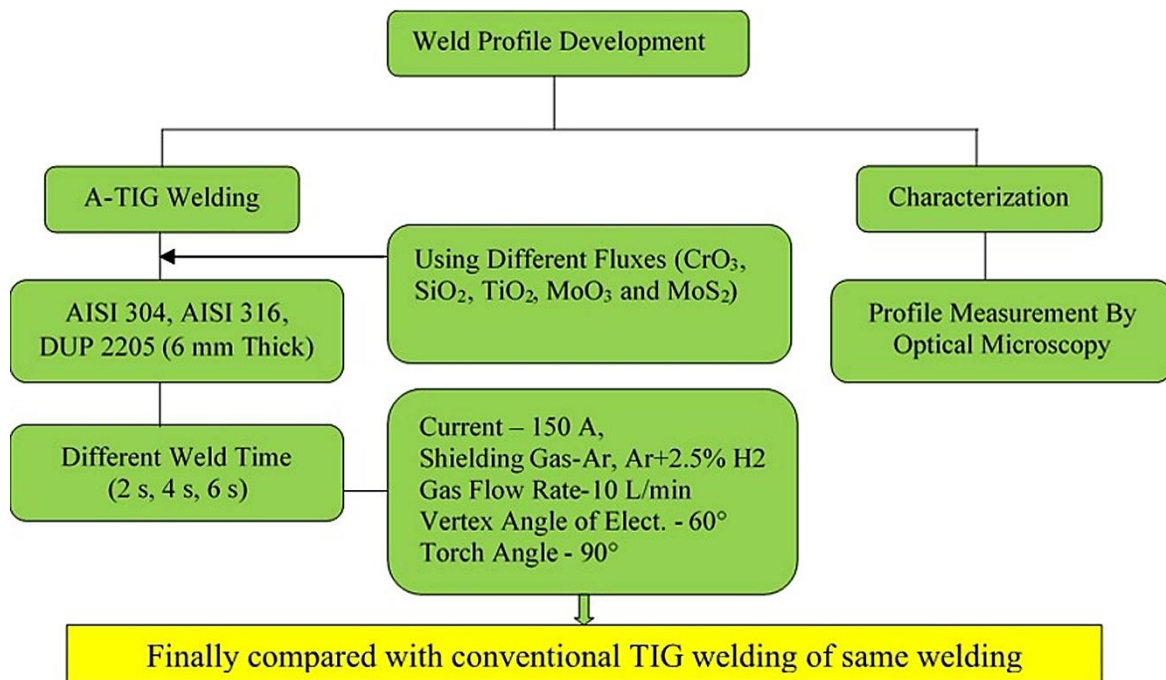 Weld Profile Development
A-TIG Welding
Characterization
Using Different Fluxes (CrO₃,
SiO₂, TiO₂, MoO₃ and MoS₂)
AISI 304, AISI 316,
DUP 2205 (6 mm Thick)
Profile Measurement By
Optical Microscopy
Different Weld Time
(2 s, 4 s, 6 s)
Current – 150 A,
Shielding Gas-Ar, Ar+2.5% H2
Gas Flow Rate-10 L/min
Vertex Angle of Elect. - 60°
Torch Angle - 90°
Finally compared with conventional TIG welding of same welding